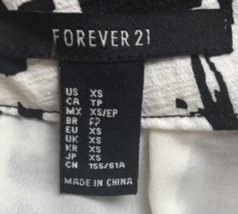 FOREVER 21
US XS
CA TP
MX XS/EP
BR PP
EU XS
UK XS
KR XS
JP XS
CN 155/61A
MADE IN CHINA